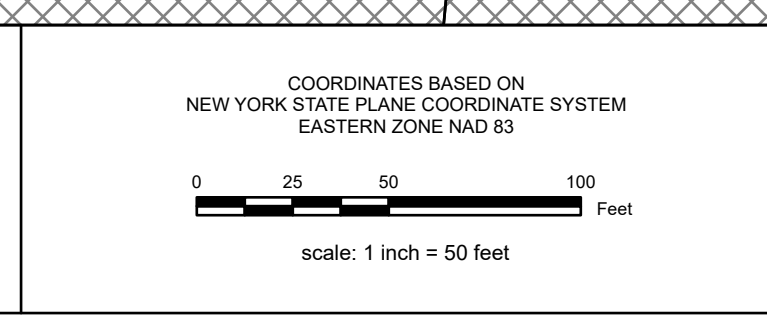 COORDINATES BASED ON
NEW YORK STATE PLANE COORDINATE SYSTEM
EASTERN ZONE NAD 83
0 25 50 100
Feet
scale: 1 inch = 50 feet